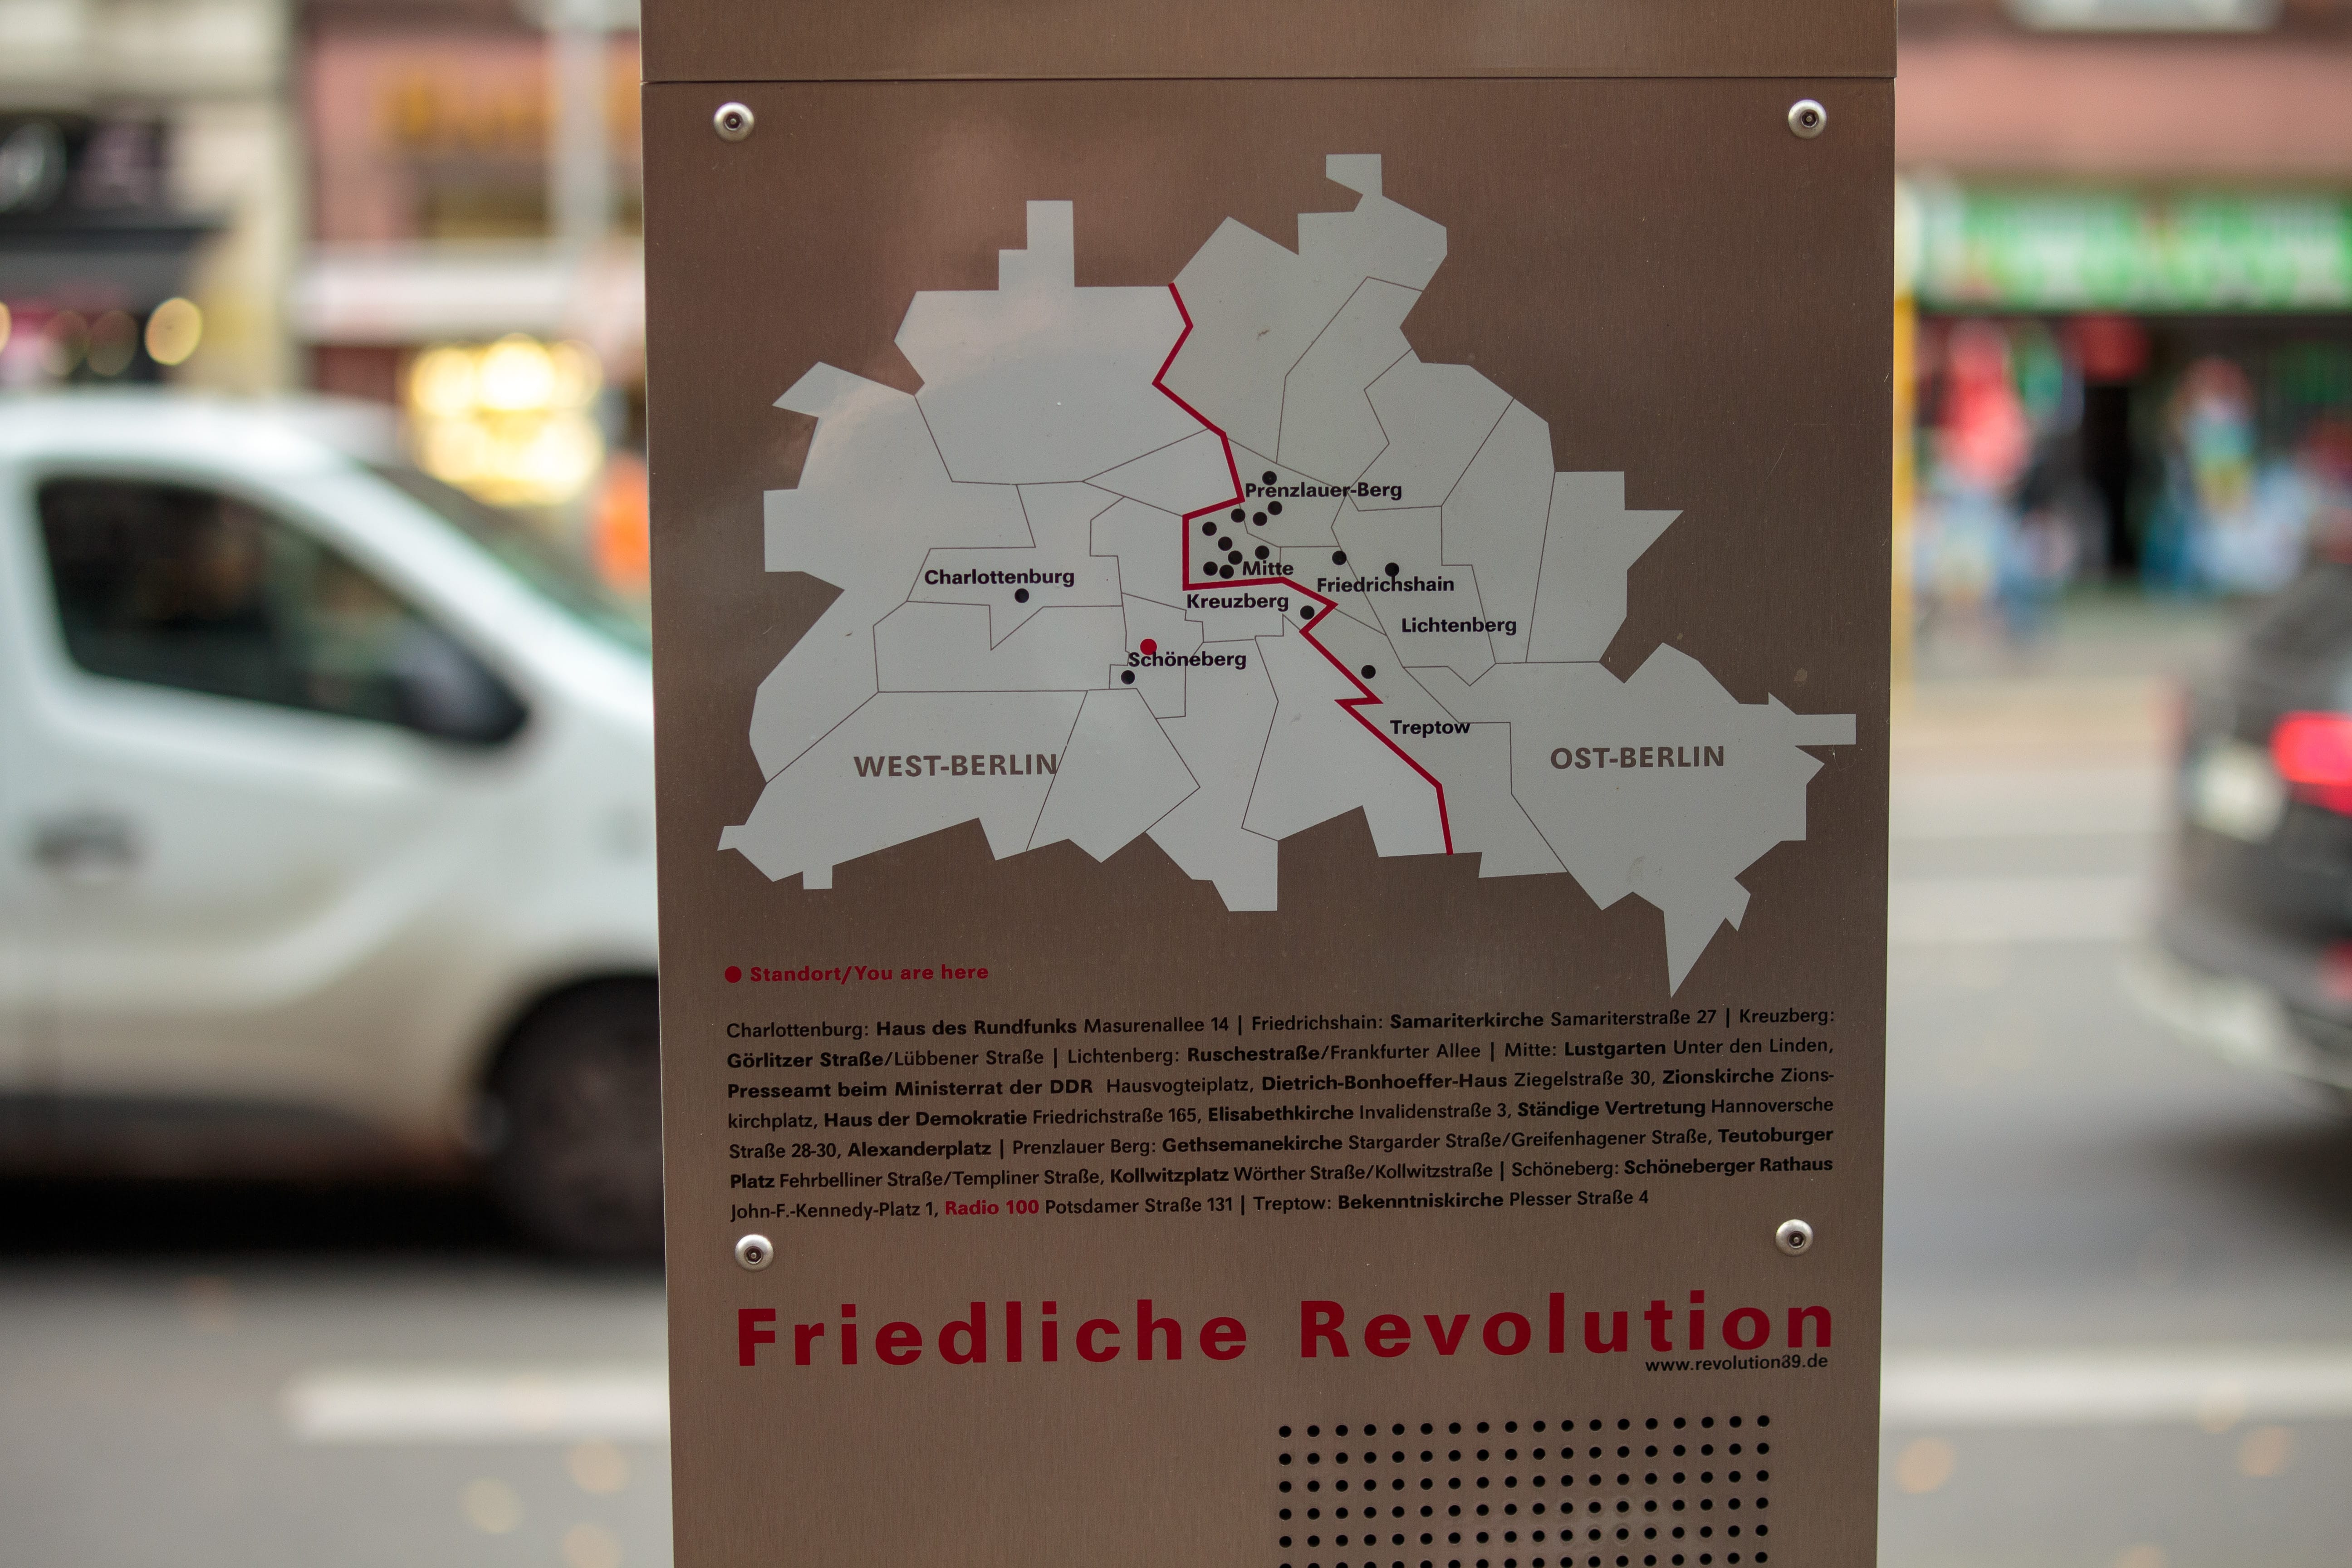 Prenzlauer-Berg
Mitte
Charlottenburg
Friedrichshain
Kreuzberg
Lichtenberg
Schöneberg
Treptow
WEST-BERLIN
OST-BERLIN
Standort/You are here
Charlottenburg: Haus des Rundfunks Masurenallee 14 | Friedrichshain: Samariterkirche Samariterstraße 27 | Kreuzberg:
Görlitzer Straße/Lübbener Straße | Lichtenberg: Ruschestraße/Frankfurter Allee | Mitte: Lustgarten Unter den Linden,
Presseamt beim Ministerrat der DDR Hausvogteiplatz, Dietrich-Bonhoeffer-Haus Ziegelstraße 30, Zionskirche Zions-
kirchplatz, Haus der Demokratie Friedrichstraße 165, Elisabethkirche Invalidenstraße 3, Ständige Vertretung Hannoversche
Straße 28-30, Alexanderplatz | Prenzlauer Berg: Gethsemanekirche Stargarder Straße/Greifenhagener Straße, Teutoburger
Platz Fehrbelliner Straße/Templiner Straße, Kollwitzplatz Wörther Straße/Kollwitzstraße | Schöneberg: Schöneberger Rathaus
John-F.-Kennedy-Platz 1, Radio 100 Potsdamer Straße 131 | Treptow: Bekenntniskirche Plesser Straße 4
Friedliche Revolution
www.revolution89.de